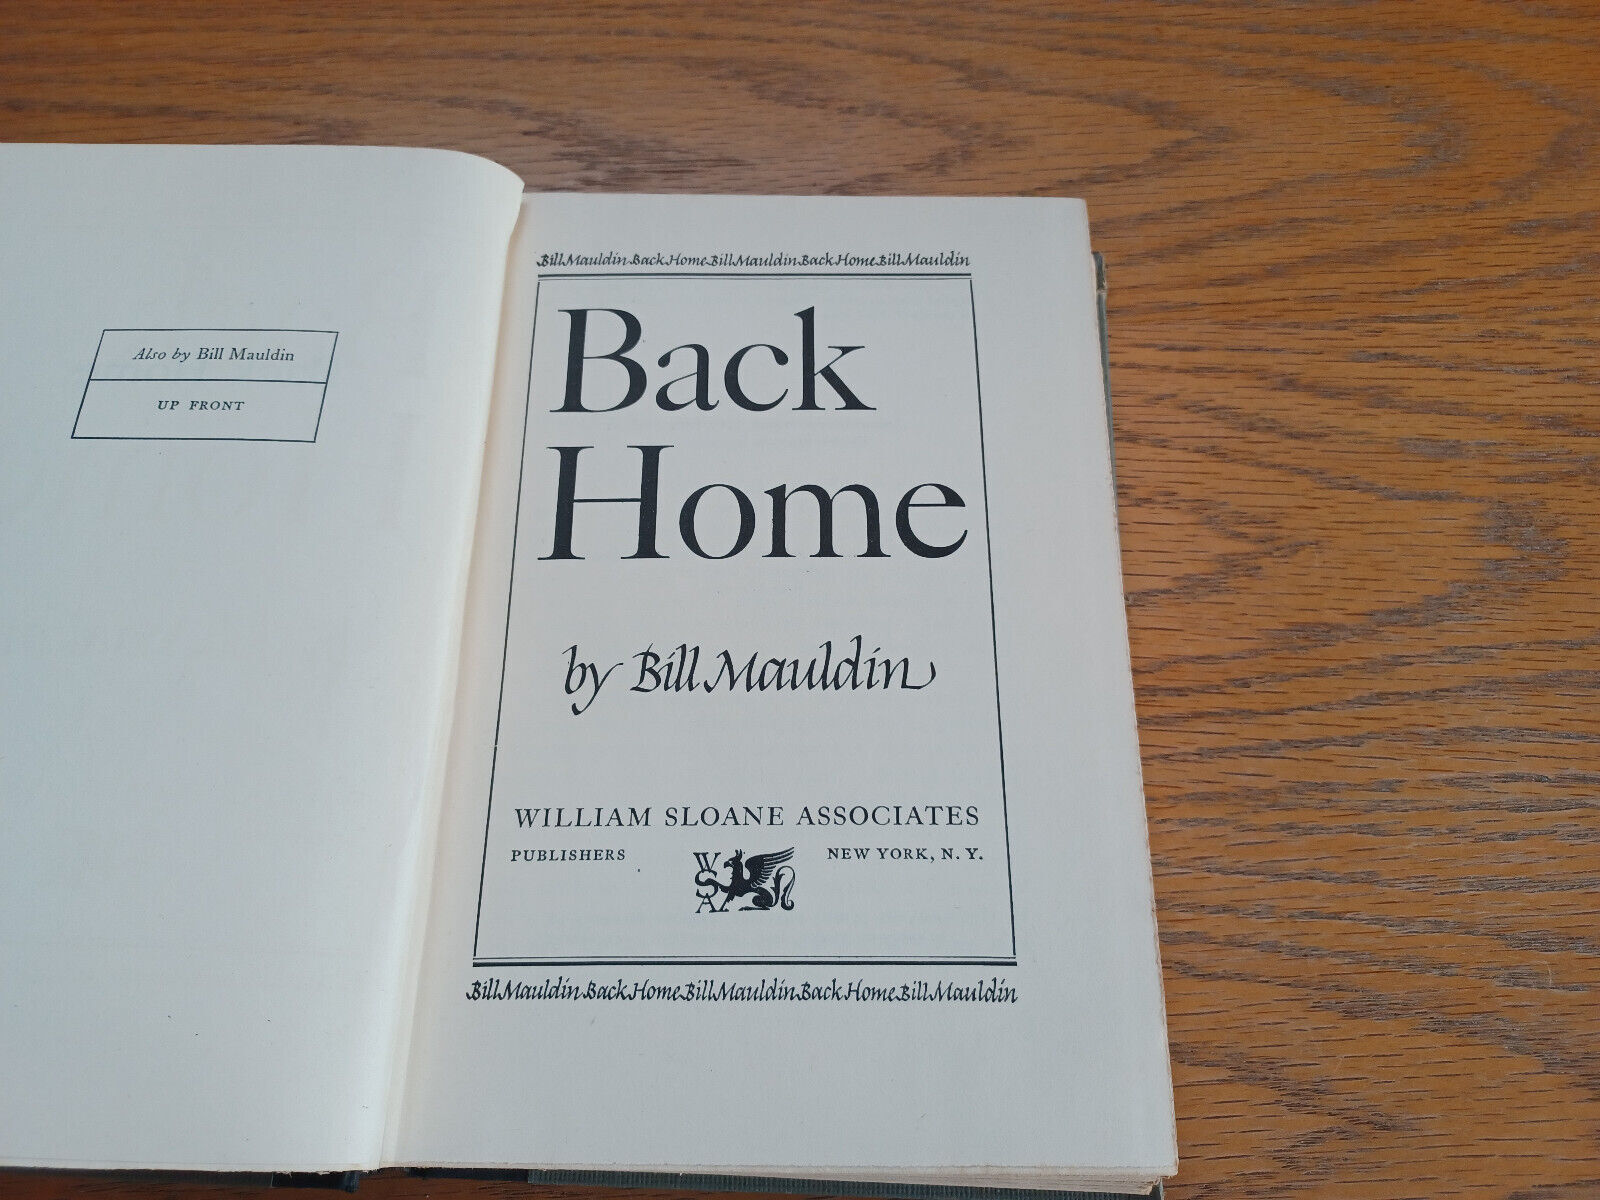 Also by Bill Mauldin
UP FRONT
Bill Mauldin Back Home Bill Mauldin Back Home Bill Mauldin
Back
Home
by Bill Mauldin
WILLIAM SLOANE ASSOCIATES
PUBLISHERS NEW YORK, N. Y.
W
S
A
Bill Mauldin Back Home Bill Mauldin Back Home Bill Mauldin